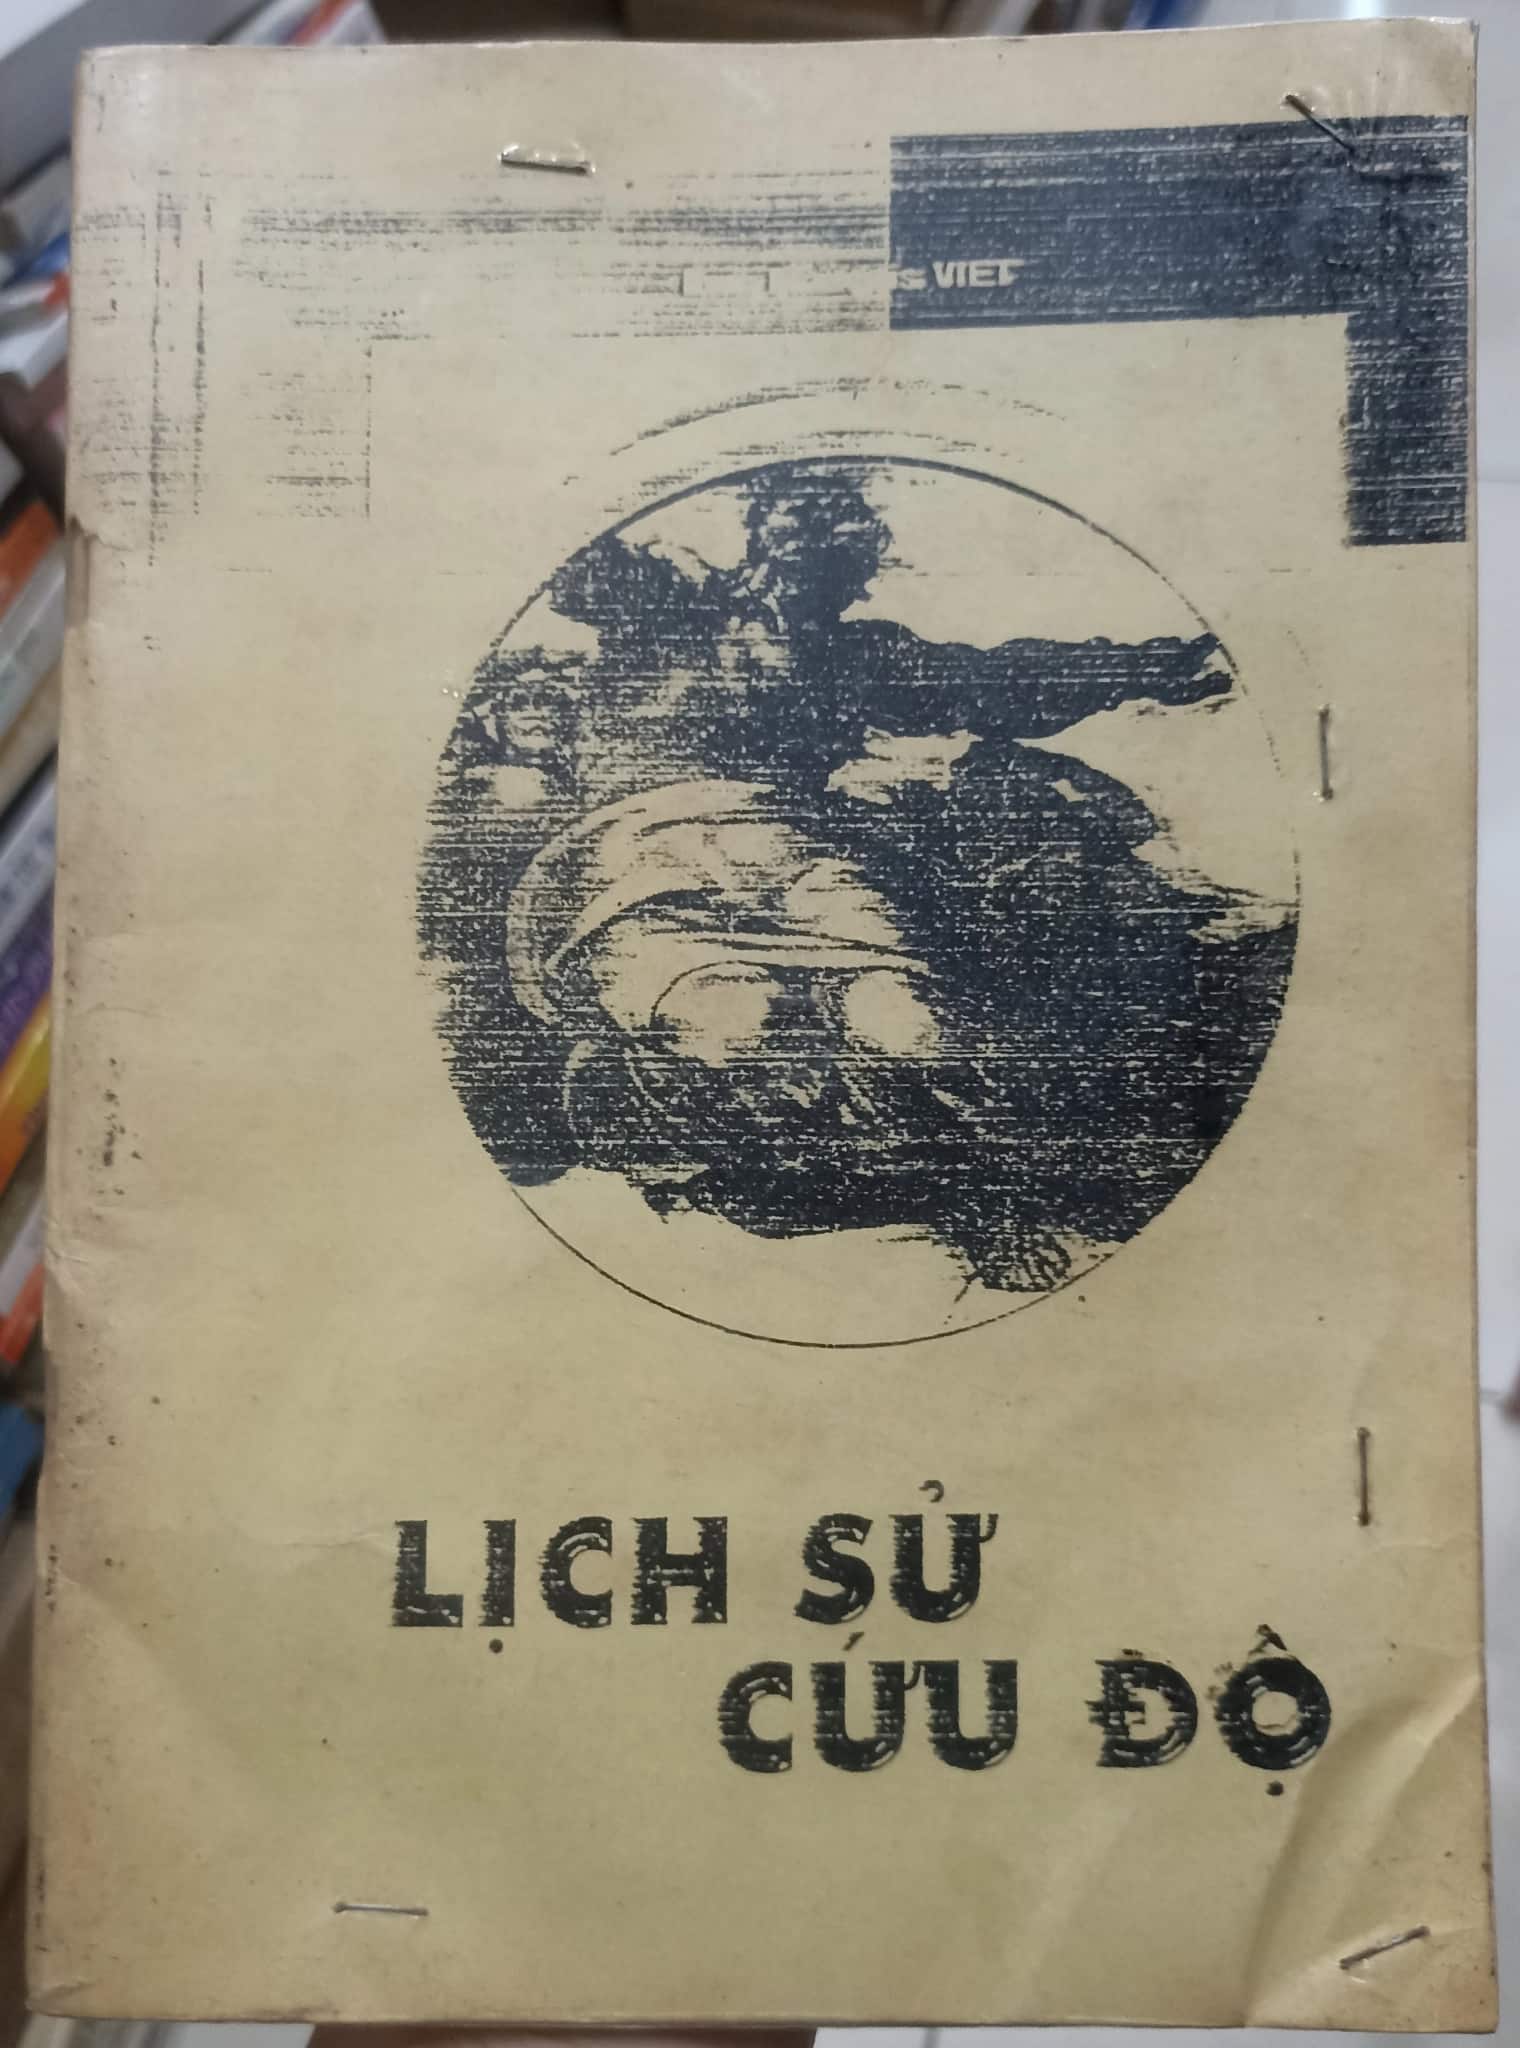 VIET
LỊCH SỬ
CỨU ĐỘ